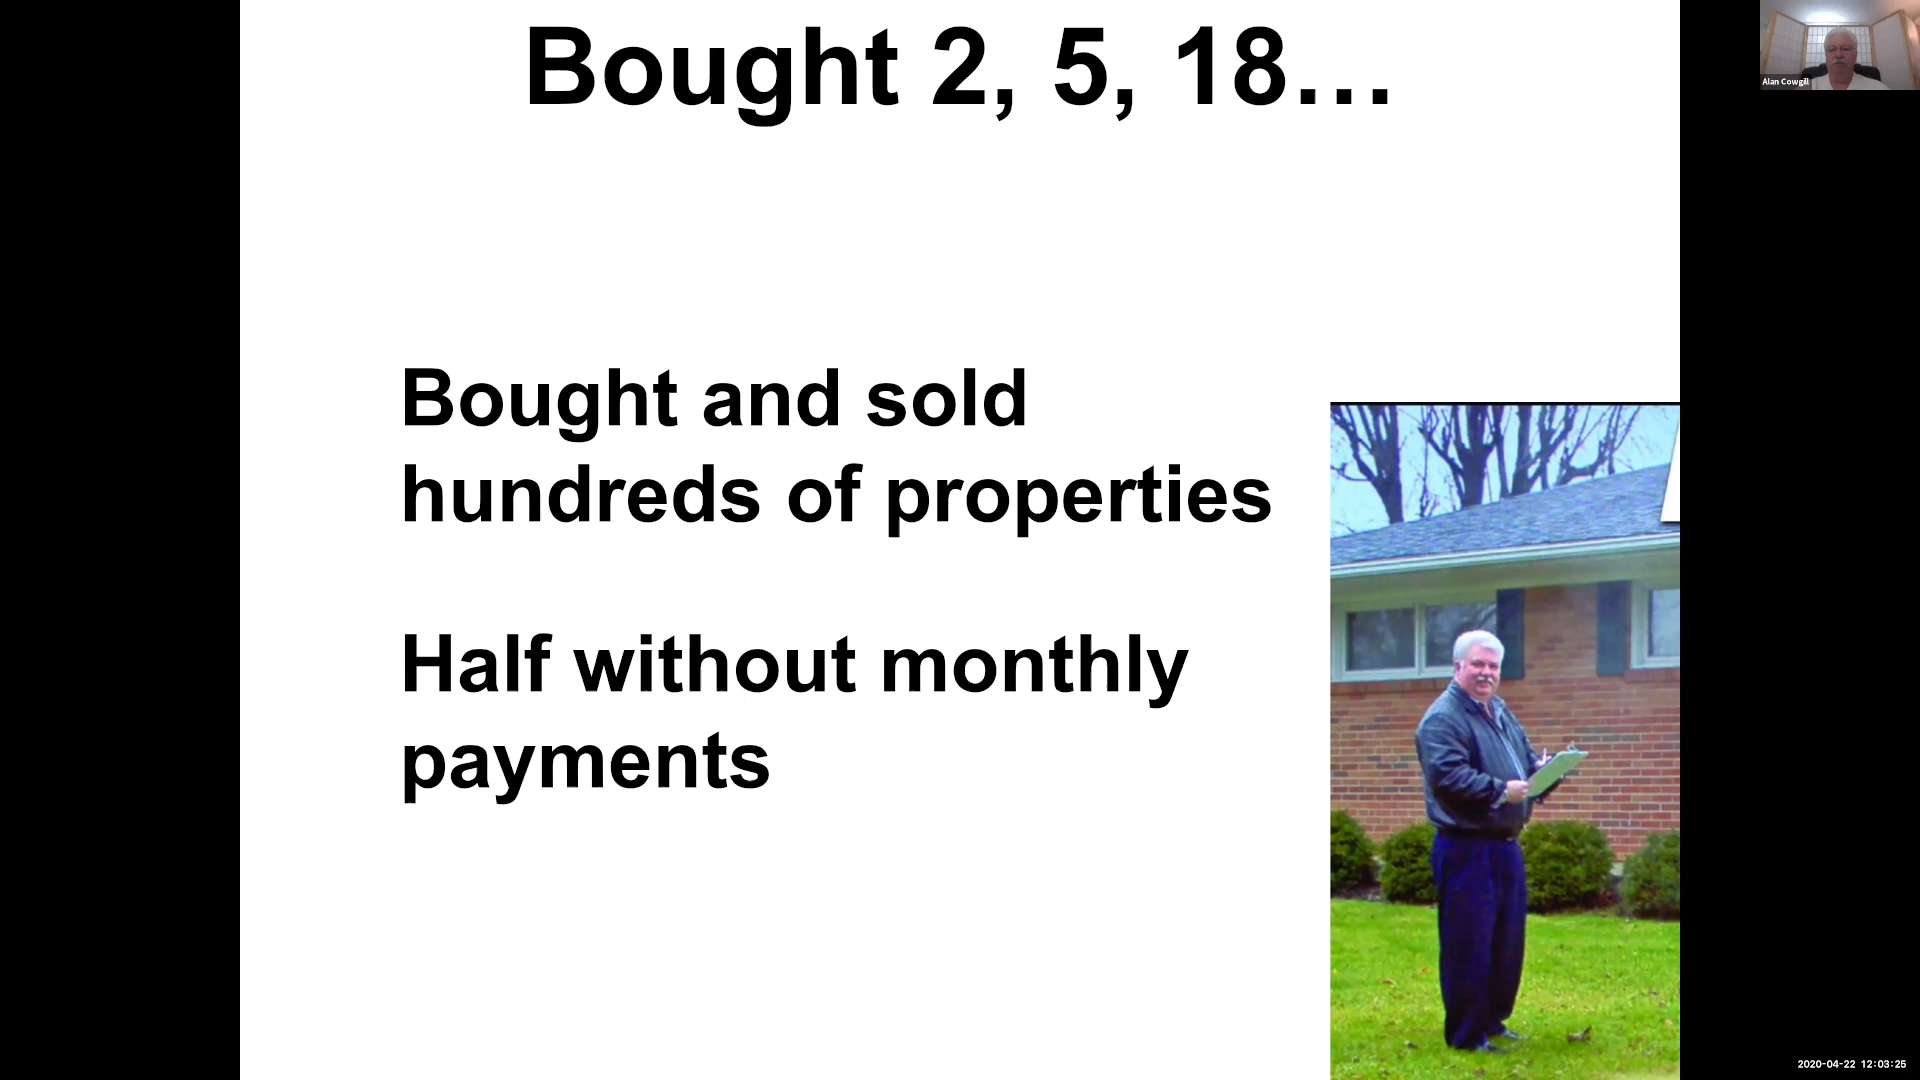 Bought 2, 5, 18…
Alan Cowgill
Bought and sold
hundreds of properties
Half without monthly
payments
2020-04-22 12:03:25